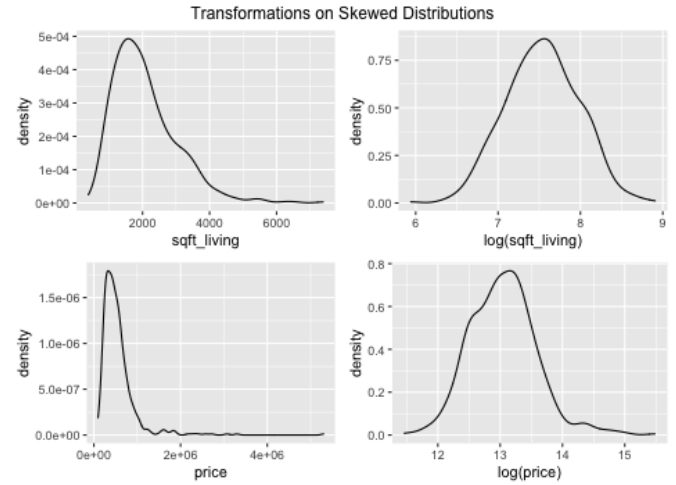 Transformations on Skewed Distributions
5e-04
4e-04
3e-04
2e-04
1e-04
0e+00
density
2000 4000 6000
sqft_living
0.75
0.50
0.25
0.00
density
6 7 8 9
log(sqft_living)
1.5e-06
1.0e-06
5.0e-07
0.0e+00
density
0e+00 2e+06 4e+06
price
0.8
0.6
0.4
0.2
0.0
density
12 13 14 15
log(price)